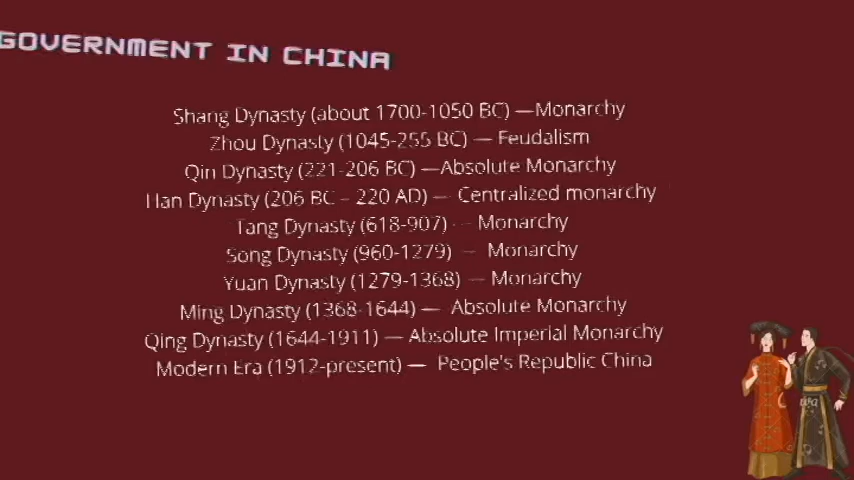 GOVERNMENT IN CHINA
Shang Dynasty (about 1700-1050 BC) —Monarchy
Zhou Dynasty (1045-255 BC) — Feudalism
Qin Dynasty (221-206 BC) —Absolute Monarchy
Han Dynasty (206 BC – 220 AD) — Centralized monarchy
Tang Dynasty (618-907) — Monarchy
Song Dynasty (960-1279) — Monarchy
Yuan Dynasty (1279-1368) — Monarchy
Ming Dynasty (1368-1644) — Absolute Monarchy
Qing Dynasty (1644-1911) — Absolute Imperial Monarchy
Modern Era (1912-present) — People's Republic China